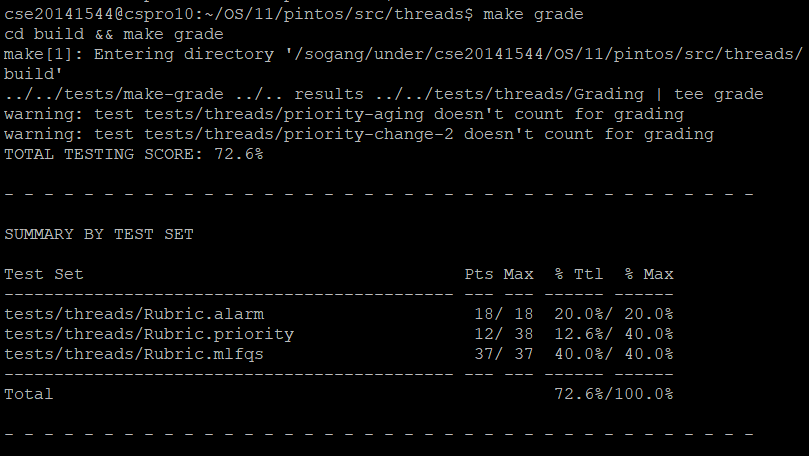 cse20141544@cspro10:~/OS/11/pintos/src/threads$ make grade
cd build && make grade
make[1]: Entering directory '/sogang/under/cse20141544/OS/11/pintos/src/threads/
build'
../../tests/make-grade ../.. results ../../tests/threads/Grading | tee grade
warning: test tests/threads/priority-aging doesn't count for grading
warning: test tests/threads/priority-change-2 doesn't count for grading
TOTAL TESTING SCORE: 72.6%
- - - - - - - - - - - - - - - - - - - - - - - - - - - - - - - - - - - - - -
SUMMARY BY TEST SET
Test Set                                      Pts Max  % Ttl  % Max
--------------------------------------------- --- --- ------ ------
tests/threads/Rubric.alarm                     18/ 18  20.0%/ 20.0%
tests/threads/Rubric.priority                  12/ 38  12.6%/ 40.0%
tests/threads/Rubric.mlfqs                     37/ 37  40.0%/ 40.0%
--------------------------------------------- --- --- ------ ------
Total                                                  72.6%/100.0%
- - - - - - - - - - - - - - - - - - - - - - - - - - - - - - - - - - - - - -